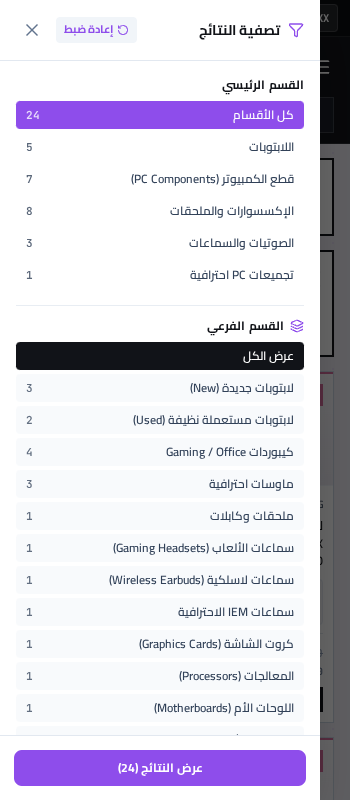 تصفية النتائج
إعادة ضبط
القسم الرئيسي
كل الأقسام 24
اللابتوبات 5
قطع الكمبيوتر (PC Components) 7
الإكسسوارات والملحقات 8
الصوتيات والسماعات 3
تجميعات PC احترافية 1
القسم الفرعي
عرض الكل
لابتوبات جديدة (New) 3
لابتوبات مستعملة نظيفة (Used) 2
كيبوردات Gaming / Office 4
ماوسات احترافية 3
ملحقات وكابلات 1
سماعات الألعاب (Gaming Headsets) 1
سماعات لاسلكية (Wireless Earbuds) 1
سماعات IEM الاحترافية 1
كروت الشاشة (Graphics Cards) 1
المعالجات (Processors) 1
اللوحات الأم (Motherboards) 1
عرض النتائج (24)